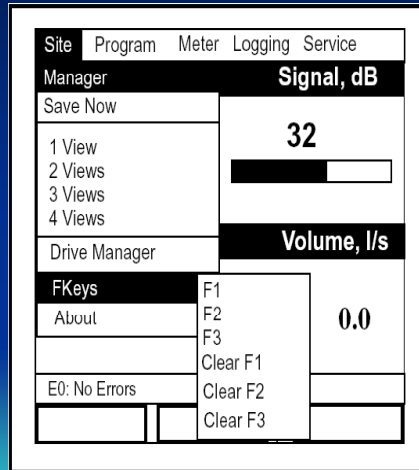 Site Program Meter Logging Service
Manager
Signal, dB
Save Now
32
1 View
2 Views
3 Views
4 Views
Volume, l/s
Drive Manager
FKeys
F1
About
F2
0.0
F3
Clear F1
E0: No Errors
Clear F2
Clear F3